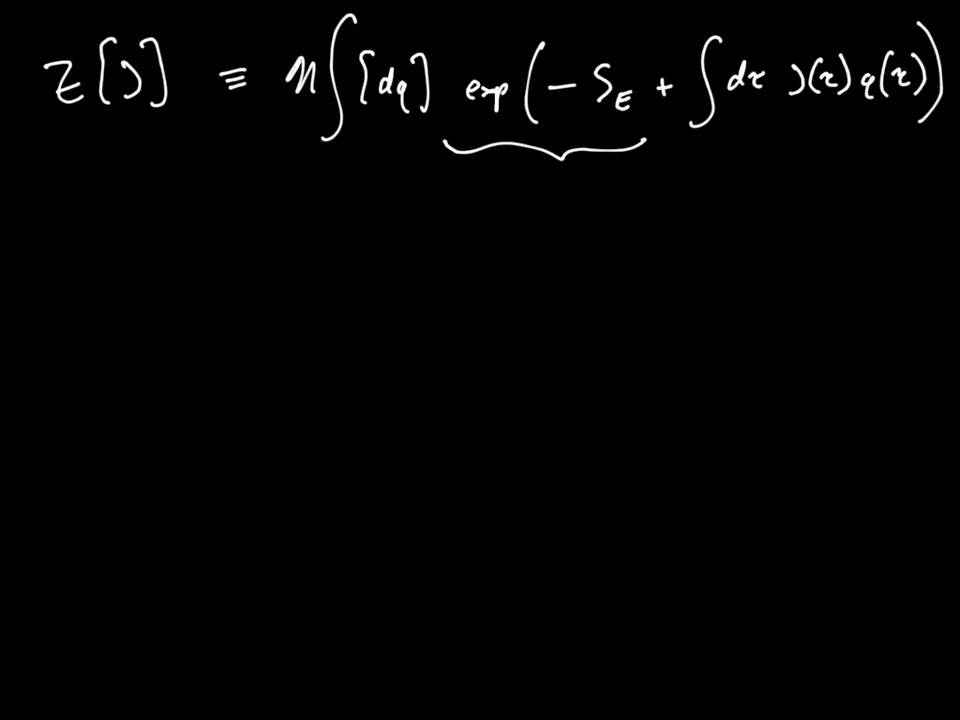 Z[J] ≡ N ∫ [dq] exp(− S_E + ∫ dτ J(τ) q(τ))